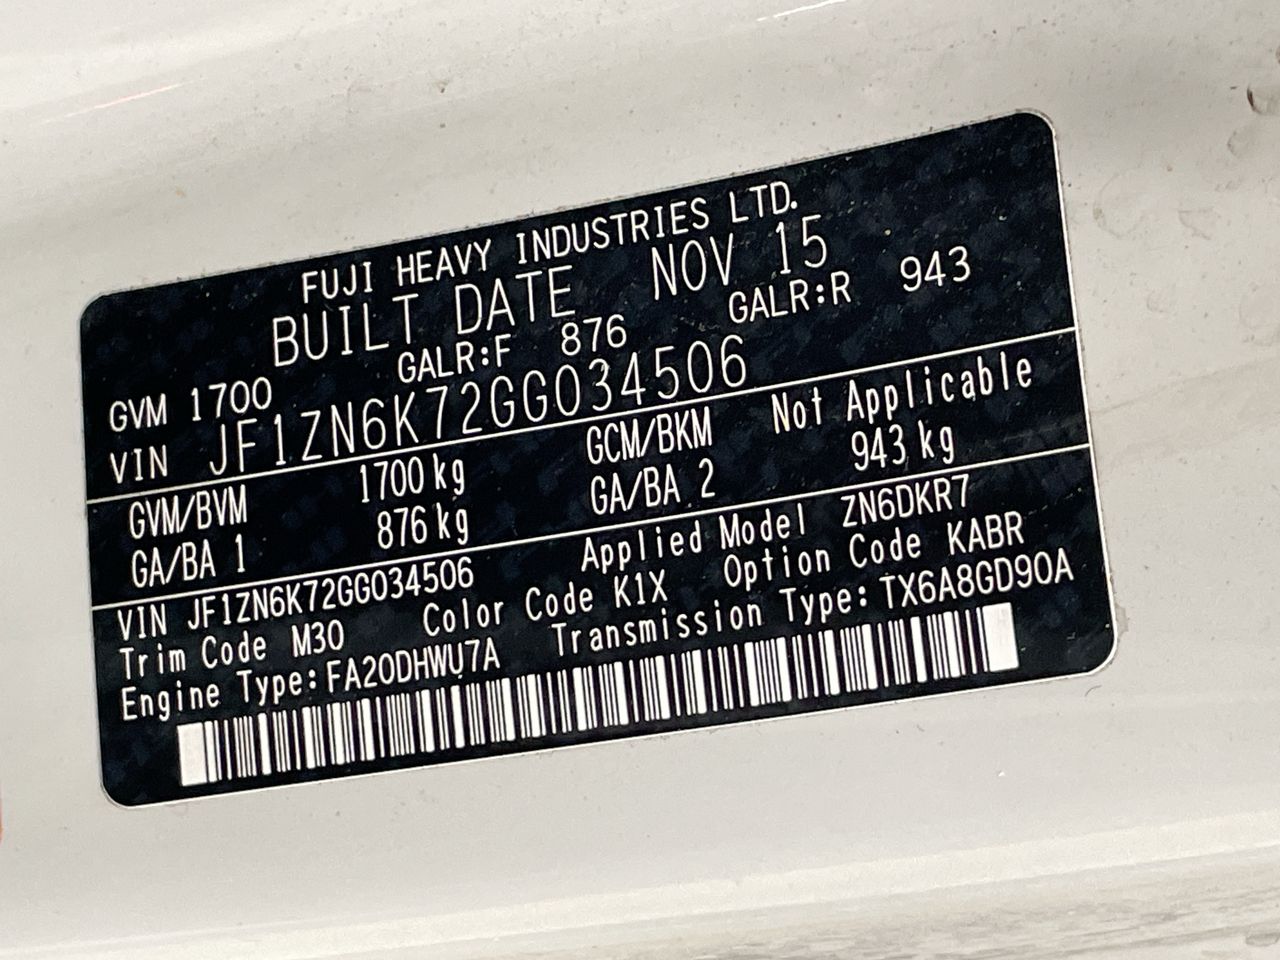 FUJI HEAVY INDUSTRIES LTD.
BUILT DATE NOV 15
GVM 1700 GALR:F 876 GALR:R 943
VIN JF1ZN6K72GG034506
GVM/BVM 1700 kg GCM/BKM Not Applicable
GA/BA 1 876 kg GA/BA 2 943 kg
VIN JF1ZN6K72GG034506 Applied Model ZN6DKR7
Trim Code M30 Color Code K1X Option Code KABR
Engine Type:FA20DHWU7A Transmission Type:TX6A8GD90A